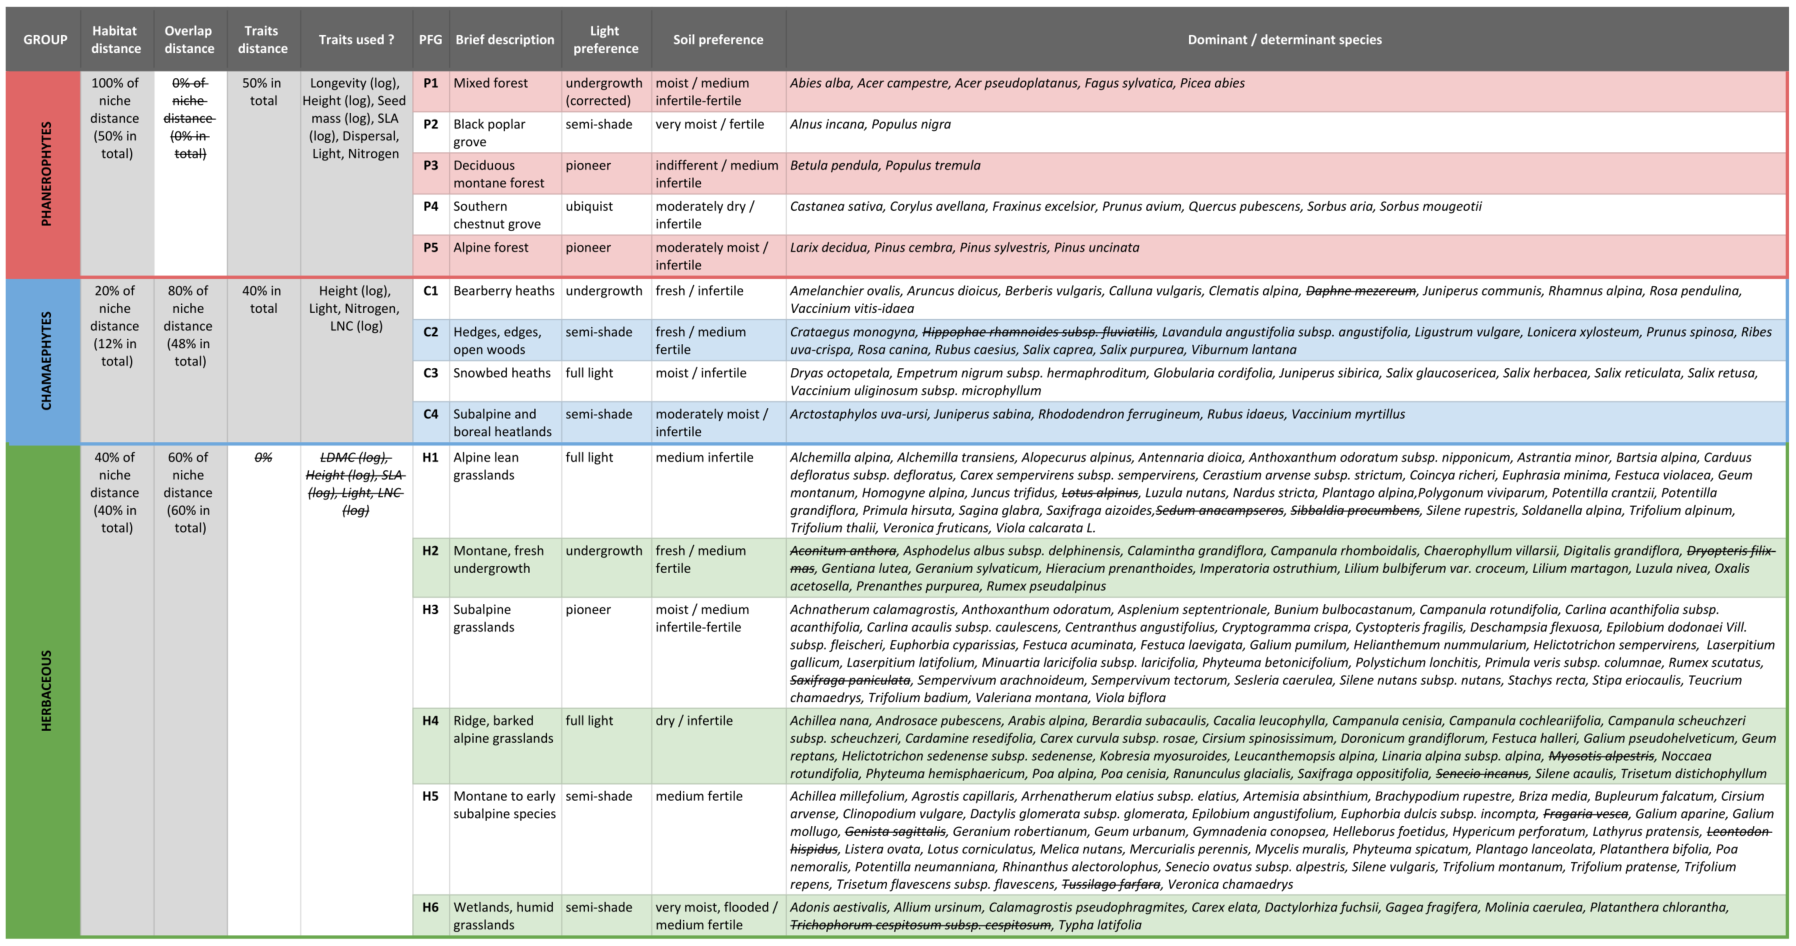 GROUP
Habitat distance
Overlap distance
Traits distance
Traits used ?
PFG
Brief description
Light preference
Soil preference
Dominant / determinant species
PHANEROPHYTES
100% of
niche
distance
(50% in
total)
0% of
niche
distance
(0% in
total)
50% in
total
Longevity (log),
Height (log), Seed
mass (log), SLA
(log), Dispersal,
Light, Nitrogen
P1
Mixed forest
undergrowth
(corrected)
moist / medium
infertile-fertile
Abies alba, Acer campestre, Acer pseudoplatanus, Fagus sylvatica, Picea abies
P2
Black poplar
grove
semi-shade
very moist / fertile
Alnus incana, Populus nigra
P3
Deciduous
montane forest
pioneer
indifferent / medium
infertile
Betula pendula, Populus tremula
P4
Southern
chestnut grove
ubiquist
moderately dry /
infertile
Castanea sativa, Corylus avellana, Fraxinus excelsior, Prunus avium, Quercus pubescens, Sorbus aria, Sorbus mougeotii
P5
Alpine forest
pioneer
moderately moist /
infertile
Larix decidua, Pinus cembra, Pinus sylvestris, Pinus uncinata
CHAMAEPHYTES
20% of
niche
distance
(12% in
total)
80% of
niche
distance
(48% in
total)
40% in
total
Height (log),
Light, Nitrogen,
LNC (log)
C1
Bearberry heaths
undergrowth
fresh / infertile
Amelanchier ovalis, Aruncus dioicus, Berberis vulgaris, Calluna vulgaris, Clematis alpina, Daphne mezereum, Juniperus communis, Rhamnus alpina, Rosa pendulina,
Vaccinium vitis-idaea
C2
Hedges, edges,
open woods
semi-shade
fresh / medium
fertile
Crataegus monogyna, Hippophae rhamnoides subsp. fluviatilis, Lavandula angustifolia subsp. angustifolia, Ligustrum vulgare, Lonicera xylosteum, Prunus spinosa, Ribes
uva-crispa, Rosa canina, Rubus caesius, Salix caprea, Salix purpurea, Viburnum lantana
C3
Snowbed heaths
full light
moist / infertile
Dryas octopetala, Empetrum nigrum subsp. hermaphroditum, Globularia cordifolia, Juniperus sibirica, Salix glaucosericea, Salix herbacea, Salix reticulata, Salix retusa,
Vaccinium uliginosum subsp. microphyllum
C4
Subalpine and
boreal heatlands
semi-shade
moderately moist /
infertile
Arctostaphylos uva-ursi, Juniperus sabina, Rhododendron ferrugineum, Rubus idaeus, Vaccinium myrtillus
HERBACEOUS
40% of
niche
distance
(40% in
total)
60% of
niche
distance
(60% in
total)
0%
LDMC (log),
Height (log), SLA
(log), Light, LNC
(log)
H1
Alpine lean
grasslands
full light
medium infertile
Alchemilla alpina, Alchemilla transiens, Alopecurus alpinus, Antennaria dioica, Anthoxanthum odoratum subsp. nipponicum, Astrantia minor, Bartsia alpina, Carduus
defloratus subsp. defloratus, Carex sempervirens subsp. sempervirens, Cerastium arvense subsp. strictum, Coincya richeri, Euphrasia minima, Festuca violacea, Geum
montanum, Homogyne alpina, Juncus trifidus, Lotus alpinus, Luzula nutans, Nardus stricta, Plantago alpina,Polygonum viviparum, Potentilla crantzii, Potentilla
grandiflora, Primula hirsuta, Sagina glabra, Saxifraga aizoides,Sedum anacampseros, Sibbaldia procumbens, Silene rupestris, Soldanella alpina, Trifolium alpinum,
Trifolium thalii, Veronica fruticans, Viola calcarata L.
H2
Montane, fresh
undergrowth
undergrowth
fresh / medium
fertile
Aconitum anthora, Asphodelus albus subsp. delphinensis, Calamintha grandiflora, Campanula rhomboidalis, Chaerophyllum villarsii, Digitalis grandiflora, Dryopteris filix-
mas, Gentiana lutea, Geranium sylvaticum, Hieracium prenanthoides, Imperatoria ostruthium, Lilium bulbiferum var. croceum, Lilium martagon, Luzula nivea, Oxalis
acetosella, Prenanthes purpurea, Rumex pseudalpinus
H3
Subalpine
grasslands
pioneer
moist / medium
infertile-fertile
Achnatherum calamagrostis, Anthoxanthum odoratum, Asplenium septentrionale, Bunium bulbocastanum, Campanula rotundifolia, Carlina acanthifolia subsp.
acanthifolia, Carlina acaulis subsp. caulescens, Centranthus angustifolius, Cryptogramma crispa, Cystopteris fragilis, Deschampsia flexuosa, Epilobium dodonaei Vill.
subsp. fleischeri, Euphorbia cyparissias, Festuca acuminata, Festuca laevigata, Galium pumilum, Helianthemum nummularium, Helictotrichon sempervirens, Laserpitium
gallicum, Laserpitium latifolium, Minuartia laricifolia subsp. laricifolia, Phyteuma betonicifolium, Polystichum lonchitis, Primula veris subsp. columnae, Rumex scutatus,
Saxifraga paniculata, Sempervivum arachnoideum, Sempervivum tectorum, Sesleria caerulea, Silene nutans subsp. nutans, Stachys recta, Stipa eriocaulis, Teucrium
chamaedrys, Trifolium badium, Valeriana montana, Viola biflora
H4
Ridge, barked
alpine grasslands
full light
dry / infertile
Achillea nana, Androsace pubescens, Arabis alpina, Berardia subacaulis, Cacalia leucophylla, Campanula cenisia, Campanula cochleariifolia, Campanula scheuchzeri
subsp. scheuchzeri, Cardamine resedifolia, Carex curvula subsp. rosae, Cirsium spinosissimum, Doronicum grandiflorum, Festuca halleri, Galium pseudohelveticum, Geum
reptans, Helictotrichon sedenense subsp. sedenense, Kobresia myosuroides, Leucanthemopsis alpina, Linaria alpina subsp. alpina, Myosotis alpestris, Noccaea
rotundifolia, Phyteuma hemisphaericum, Poa alpina, Poa cenisia, Ranunculus glacialis, Saxifraga oppositifolia, Senecio incanus, Silene acaulis, Trisetum distichophyllum
H5
Montane to early
subalpine species
semi-shade
medium fertile
Achillea millefolium, Agrostis capillaris, Arrhenatherum elatius subsp. elatius, Artemisia absinthium, Brachypodium rupestre, Briza media, Bupleurum falcatum, Cirsium
arvense, Clinopodium vulgare, Dactylis glomerata subsp. glomerata, Epilobium angustifolium, Euphorbia dulcis subsp. incompta, Fragaria vesca, Galium aparine, Galium
mollugo, Genista sagittalis, Geranium robertianum, Geum urbanum, Gymnadenia conopsea, Helleborus foetidus, Hypericum perforatum, Lathyrus pratensis, Leontodon
hispidus, Listera ovata, Lotus corniculatus, Melica nutans, Mercurialis perennis, Mycelis muralis, Phyteuma spicatum, Plantago lanceolata, Platanthera bifolia, Poa
nemoralis, Potentilla neumanniana, Rhinanthus alectorolophus, Senecio ovatus subsp. alpestris, Silene vulgaris, Trifolium montanum, Trifolium pratense, Trifolium
repens, Trisetum flavescens subsp. flavescens, Tussilago farfara, Veronica chamaedrys
H6
Wetlands, humid
grasslands
semi-shade
very moist, flooded /
medium fertile
Adonis aestivalis, Allium ursinum, Calamagrostis pseudophragmites, Carex elata, Dactylorhiza fuchsii, Gagea fragifera, Molinia caerulea, Platanthera chlorantha,
Trichophorum cespitosum subsp. cespitosum, Typha latifolia